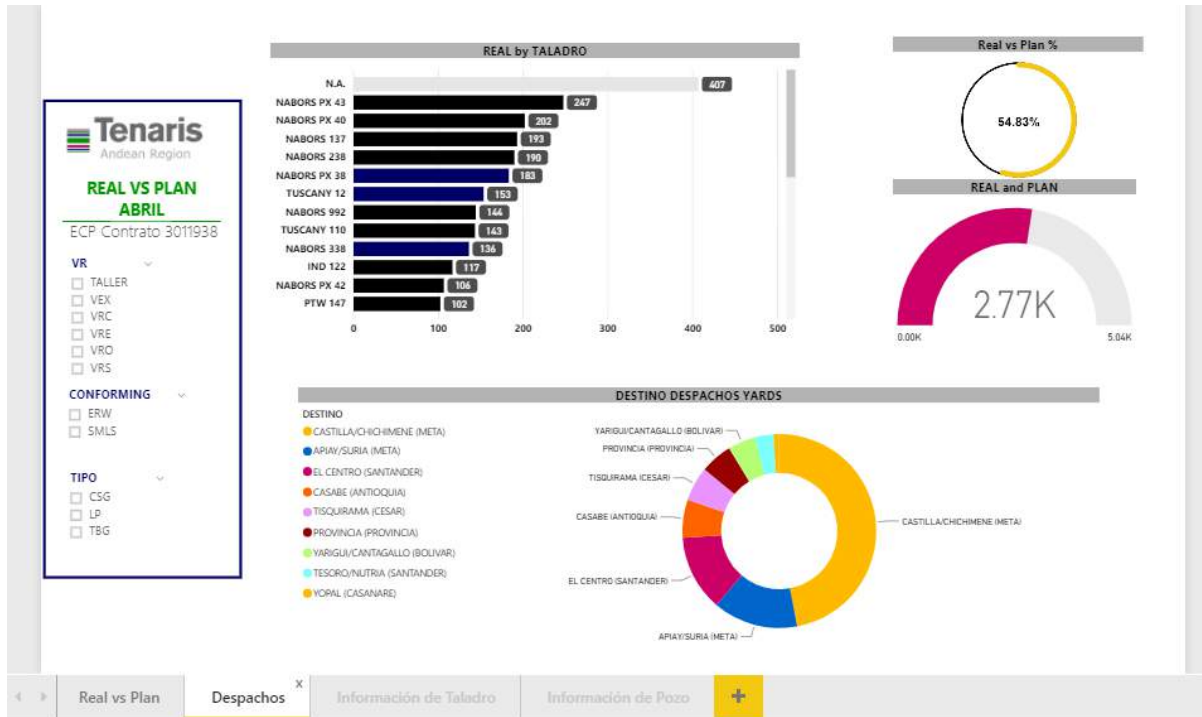 Tenaris
Andean Region
REAL VS PLAN
ABRIL
ECP Contrato 3011938
VR
TALLER
VEX
VRC
VRE
VRO
VRS
CONFORMING
ERW
SMLS
TIPO
CSG
LP
TBG
REAL by TALADRO
N.A. 407
NABORS PX 43 247
NABORS PX 40 202
NABORS 137 193
NABORS 238 190
NABORS PX 38 183
TUSCANY 12 153
NABORS 992 144
TUSCANY 110 143
NABORS 338 136
IND 122 117
NABORS PX 42 106
PTW 147 102
0 100 200 300 400 500
Real vs Plan %
54.83%
REAL and PLAN
2.77K
0.00K 5.04K
DESTINO DESPACHOS YARDS
DESTINO
CASTILLA/CHICHIMENE (META)
APIAY/SURIA (META)
EL CENTRO (SANTANDER)
CASABE (ANTIOQUIA)
TISQUIRAMA (CESAR)
PROVINCIA (PROVINCIA)
YARIGUI/CANTAGALLO (BOLIVAR)
TESORO/NUTRIA (SANTANDER)
YOPAL (CASANARE)
YARIGUI/CANTAGALLO (BOLIVAR)
PROVINCIA (PROVINCIA)
TISQUIRAMA (CESAR)
CASABE (ANTIOQUIA)
EL CENTRO (SANTANDER)
APIAY/SURIA (META)
CASTILLA/CHICHIMENE (META)
Real vs Plan Despachos x Información de Taladro Información de Pozo +